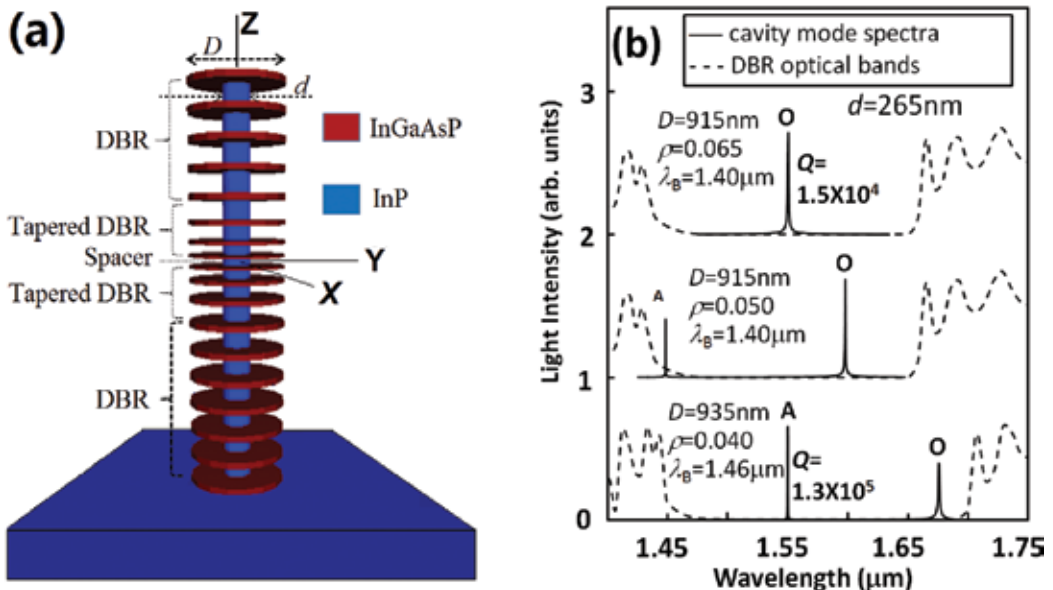 (a)
Z
D
d
DBR
InGaAsP
InP
Tapered DBR
Spacer
Y
X
Tapered DBR
DBR
(b)
cavity mode spectra
DBR optical bands
d=265nm
Light Intensity (arb. units)
3
2
1
0
D=915nm
ρ=0.065
λB=1.40μm
O
Q=
1.5X10⁴
A
D=915nm
ρ=0.050
λB=1.40μm
O
D=935nm
ρ=0.040
λB=1.46μm
A
Q=
1.3X10⁵
O
1.45 1.55 1.65 1.75
Wavelength (μm)